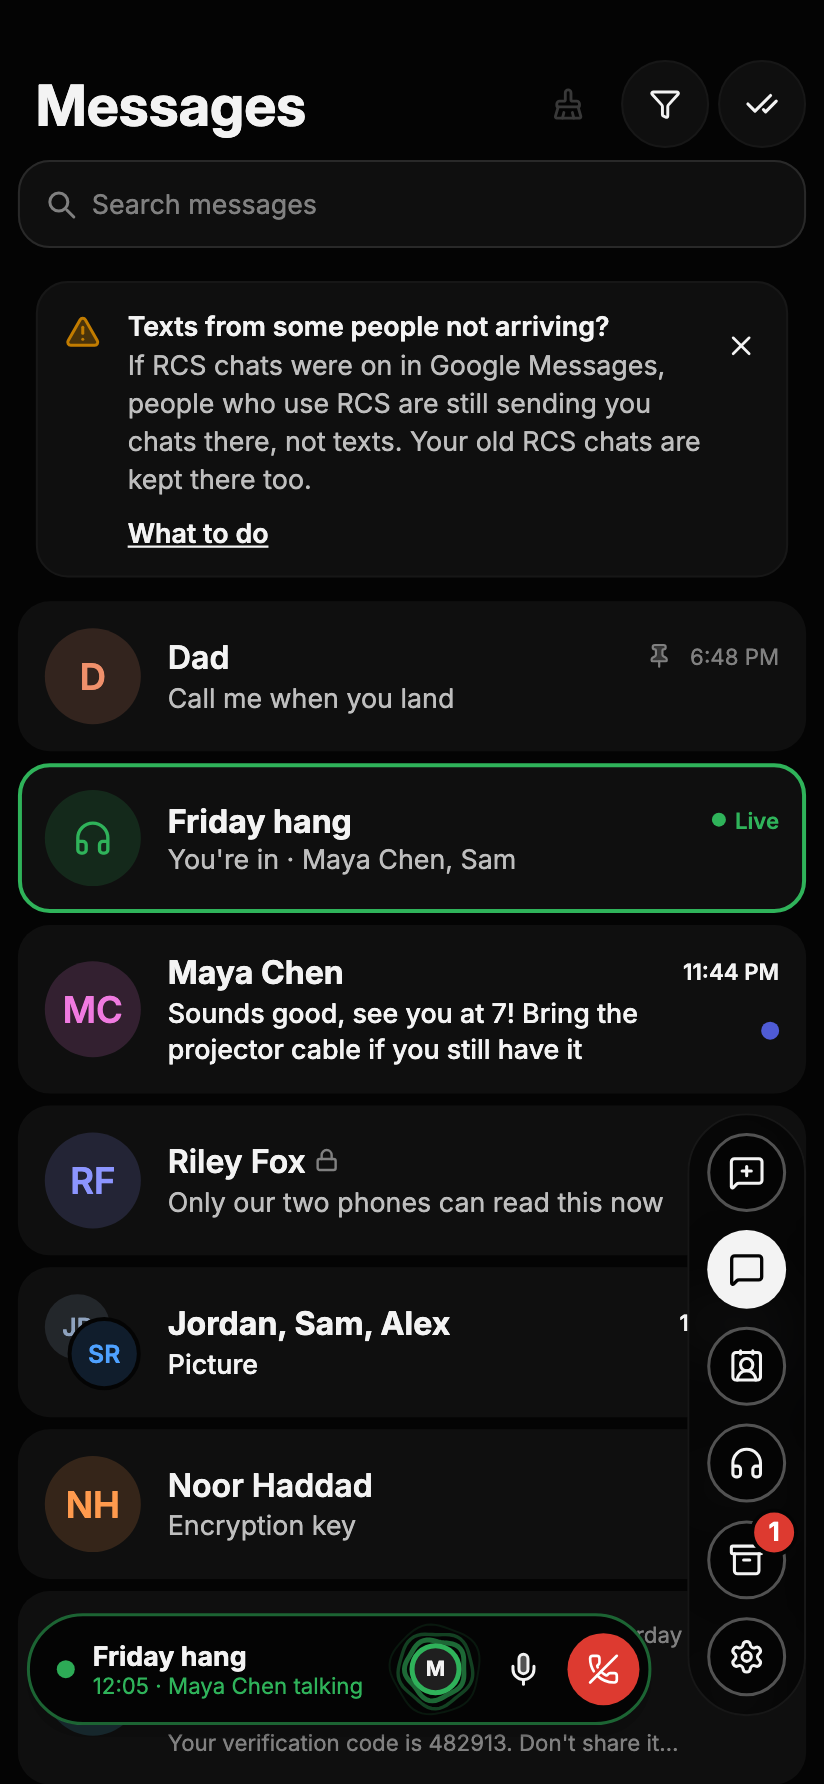 Messages
Search messages
Texts from some people not arriving?
If RCS chats were on in Google Messages,
people who use RCS are still sending you
chats there, not texts. Your old RCS chats are
kept there too.
What to do
D
Dad
6:48 PM
Call me when you land
Friday hang
Live
You're in · Maya Chen, Sam
MC
Maya Chen
11:44 PM
Sounds good, see you at 7! Bring the
projector cable if you still have it
RF
Riley Fox
Only our two phones can read this now
SR
Jordan, Sam, Alex
Picture
NH
Noor Haddad
Encryption key
1
Friday hang
12:05 · Maya Chen talking
M
Your verification code is 482913. Don't share it...